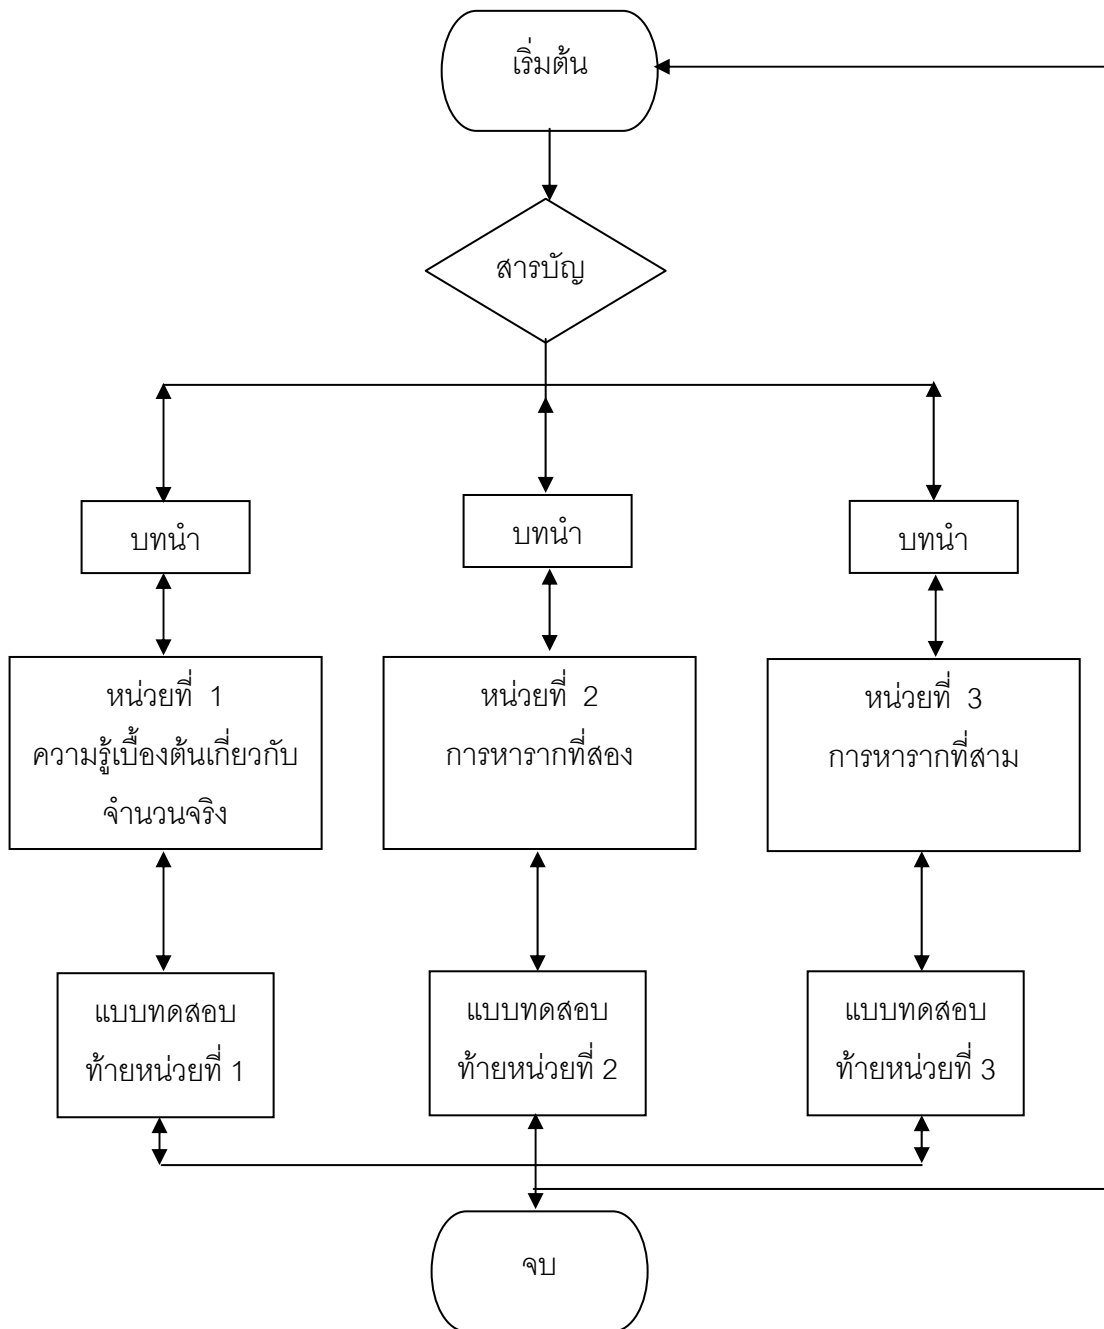 เริ่มต้น
สารบัญ
บทนำ
บทนำ
บทนำ
หน่วยที่ 1
ความรู้เบื้องต้นเกี่ยวกับ
จำนวนจริง
หน่วยที่ 2
การหารากที่สอง
หน่วยที่ 3
การหารากที่สาม
แบบทดสอบ
ท้ายหน่วยที่ 1
แบบทดสอบ
ท้ายหน่วยที่ 2
แบบทดสอบ
ท้ายหน่วยที่ 3
จบ